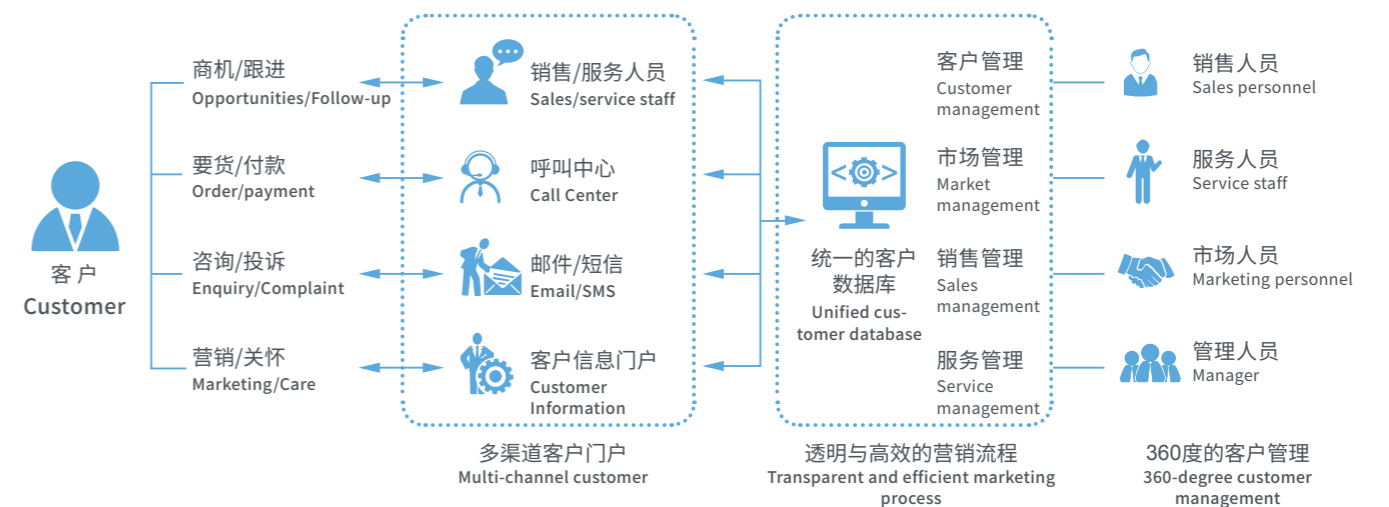 客户
Customer
商机/跟进
Opportunities/Follow-up
要货/付款
Order/payment
咨询/投诉
Enquiry/Complaint
营销/关怀
Marketing/Care
销售/服务人员
Sales/service staff
呼叫中心
Call Center
邮件/短信
Email/SMS
客户信息门户
Customer
Information
多渠道客户门户
Multi-channel customer
统一的客户
数据库
Unified cus-
tomer database
客户管理
Customer
management
市场管理
Market
management
销售管理
Sales
management
服务管理
Service
management
透明与高效的营销流程
Transparent and efficient marketing
process
销售人员
Sales personnel
服务人员
Service staff
市场人员
Marketing personnel
管理人员
Manager
360度的客户管理
360-degree customer
management